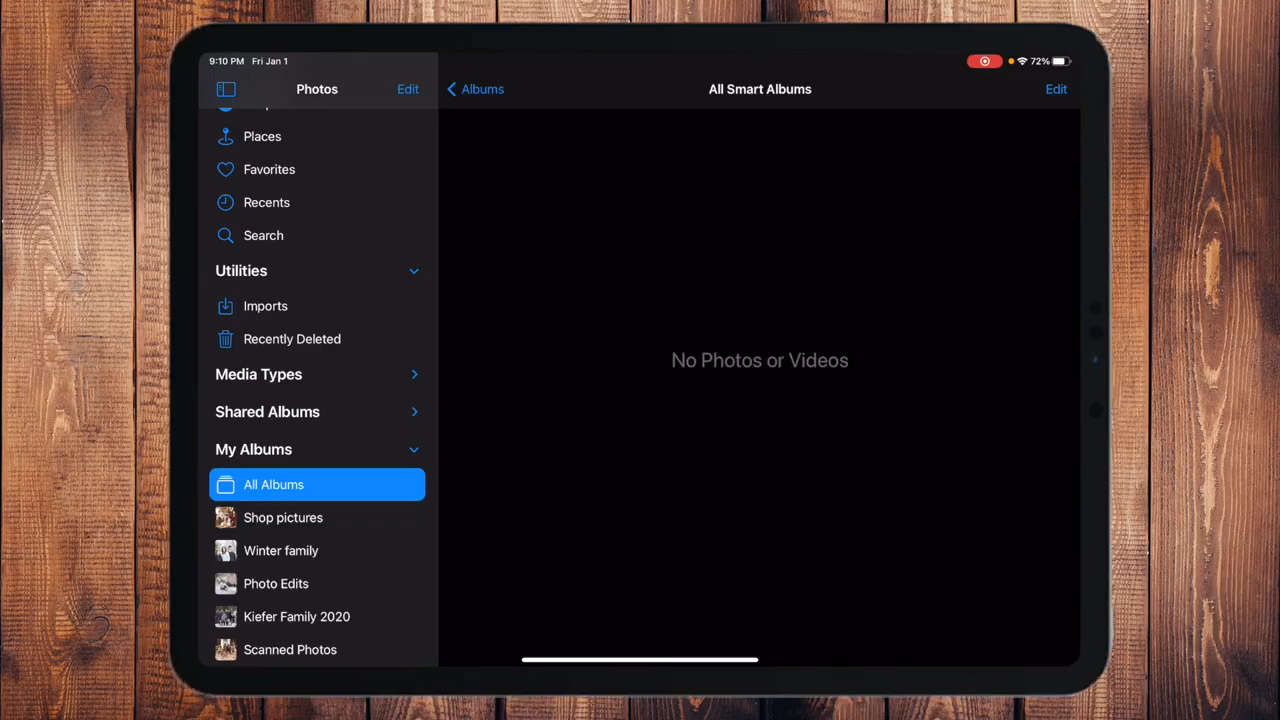 9:10 PM Fri Jan 1
72%
Photos
Edit
Albums
All Smart Albums
Edit
Places
Favorites
Recents
Search
Utilities
Imports
Recently Deleted
Media Types
Shared Albums
My Albums
All Albums
Shop pictures
Winter family
Photo Edits
Kiefer Family 2020
Scanned Photos
No Photos or Videos